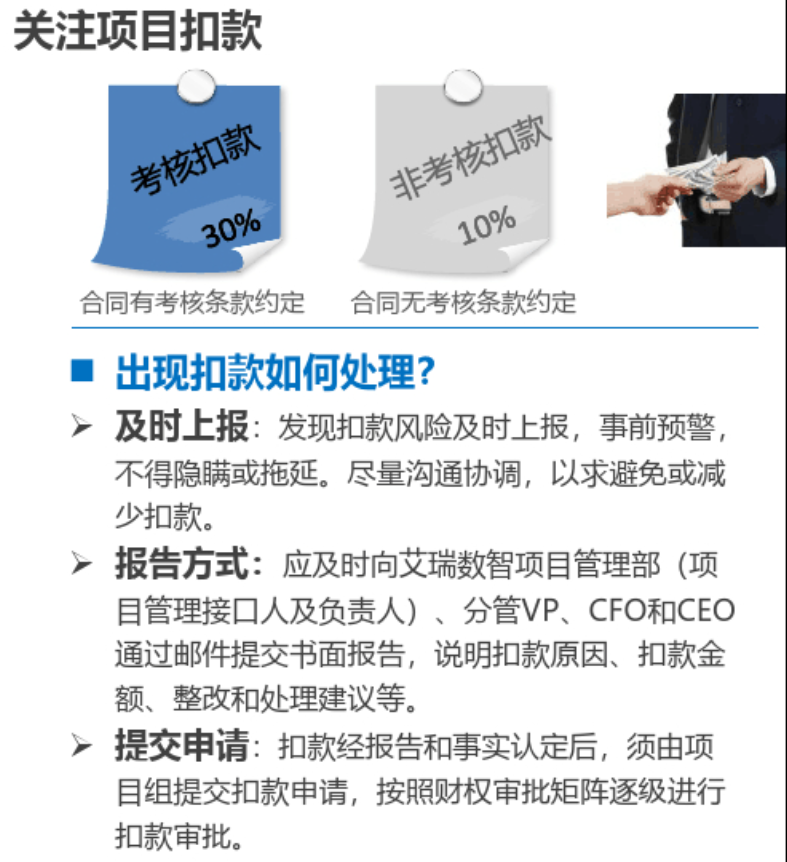 关注项目扣款
考核扣款
30%
非考核扣款
10%
合同有考核条款约定
合同无考核条款约定
出现扣款如何处理？
及时上报：发现扣款风险及时上报，事前预警，
不得隐瞒或拖延。尽量沟通协调，以求避免或减
少扣款。
报告方式：应及时向艾瑞数智项目管理部（项
目管理接口人及负责人）、分管VP、CFO和CEO
通过邮件提交书面报告，说明扣款原因、扣款金
额、整改和处理建议等。
提交申请：扣款经报告和事实认定后，须由项
目组提交扣款申请，按照财权审批矩阵逐级进行
扣款审批。